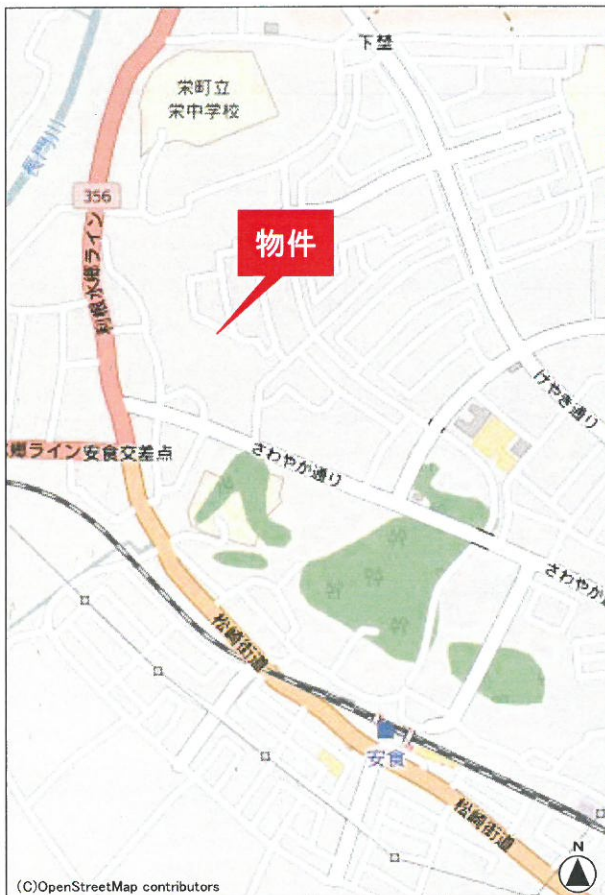 下埜
栄町立
栄中学校
長門川
356
物件
利根水郷ライン
けやき通り
郷ライン
安食交差点
さわやか通り
さわやか
松崎街道
安食
松崎街道
N
(C)OpenStreetMap contributors